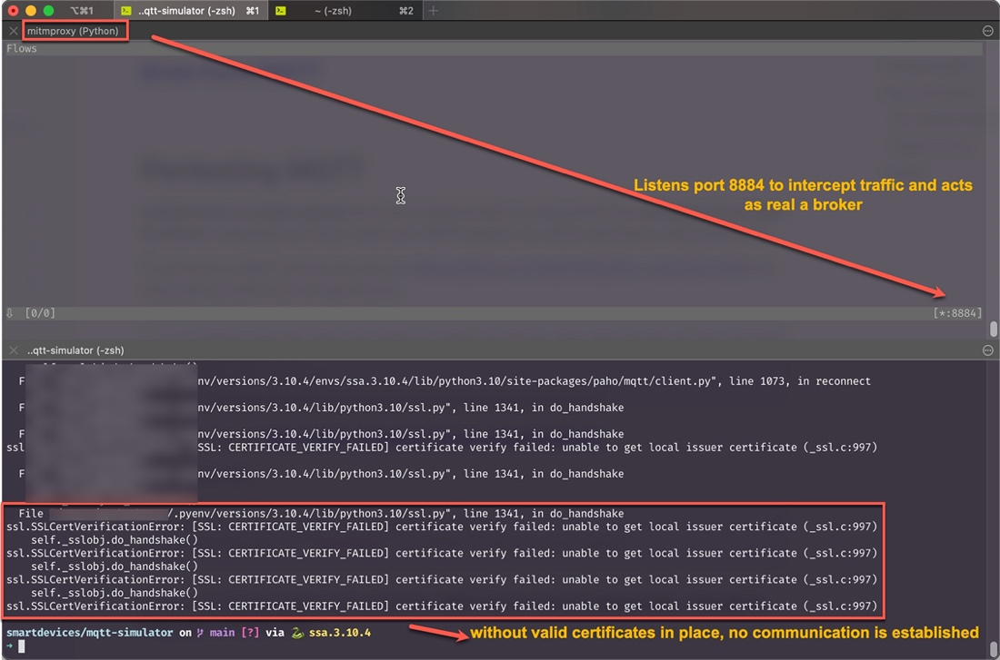 ⌥⌘1 ..qtt-simulator (-zsh) ⌘1 ~ (-zsh) ⌘2
mitmproxy (Python)
Flows
Listens port 8884 to intercept traffic and acts
as real a broker
⇩ [0/0] [*:8884]
..qtt-simulator (-zsh)
F nv/versions/3.10.4/envs/ssa.3.10.4/lib/python3.10/site-packages/paho/mqtt/client.py", line 1073, in reconnect
F nv/versions/3.10.4/lib/python3.10/ssl.py", line 1341, in do_handshake
F nv/versions/3.10.4/lib/python3.10/ssl.py", line 1341, in do_handshake
ssl SSL: CERTIFICATE_VERIFY_FAILED] certificate verify failed: unable to get local issuer certificate (_ssl.c:997)
F nv/versions/3.10.4/lib/python3.10/ssl.py", line 1341, in do_handshake
File /.pyenv/versions/3.10.4/lib/python3.10/ssl.py", line 1341, in do_handshake
ssl.SSLCertVerificationError: [SSL: CERTIFICATE_VERIFY_FAILED] certificate verify failed: unable to get local issuer certificate (_ssl.c:997)
self._sslobj.do_handshake()
ssl.SSLCertVerificationError: [SSL: CERTIFICATE_VERIFY_FAILED] certificate verify failed: unable to get local issuer certificate (_ssl.c:997)
self._sslobj.do_handshake()
ssl.SSLCertVerificationError: [SSL: CERTIFICATE_VERIFY_FAILED] certificate verify failed: unable to get local issuer certificate (_ssl.c:997)
self._sslobj.do_handshake()
ssl.SSLCertVerificationError: [SSL: CERTIFICATE_VERIFY_FAILED] certificate verify failed: unable to get local issuer certificate (_ssl.c:997)
smartdevices/mqtt-simulator on main [?] via 🐍 ssa.3.10.4
without valid certificates in place, no communication is established